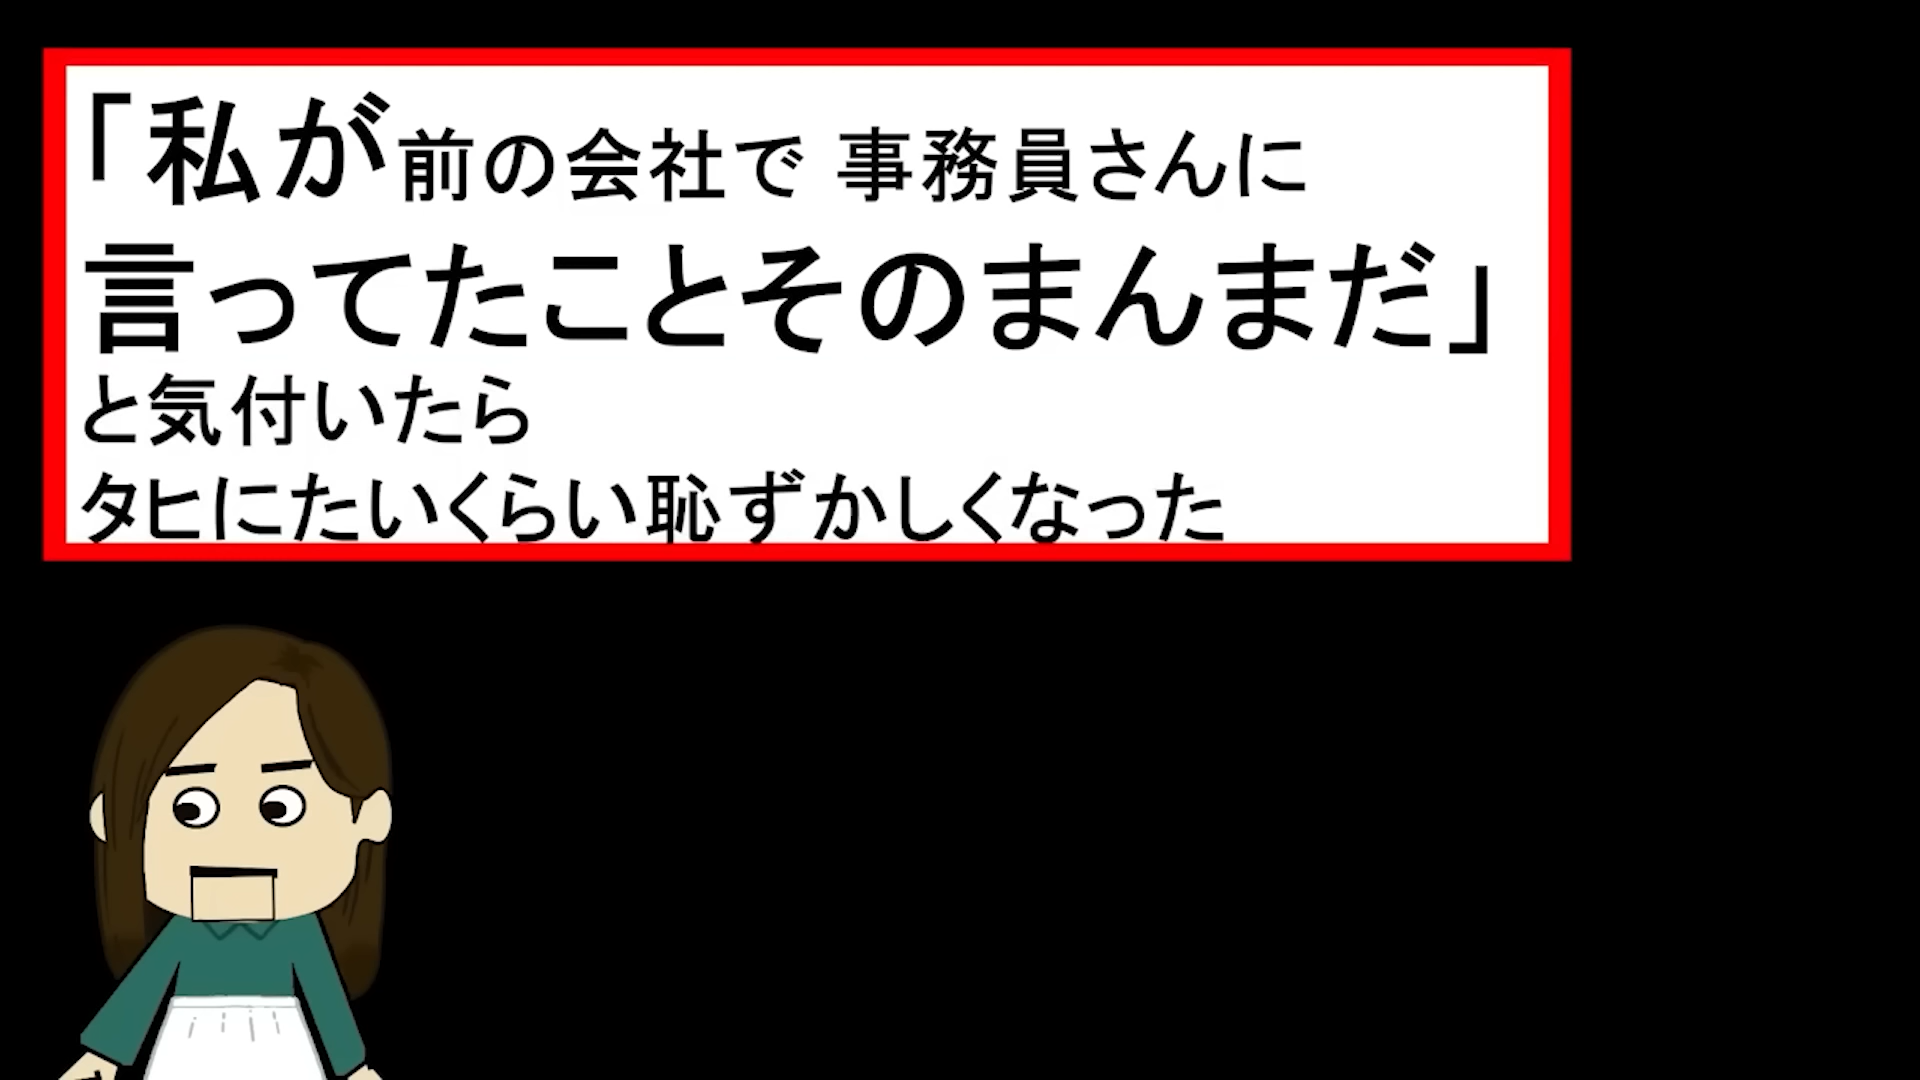 「私が前の会社で 事務員さんに
言ってたことそのまんまだ」
と気付いたら
タヒにたいくらい恥ずかしくなった